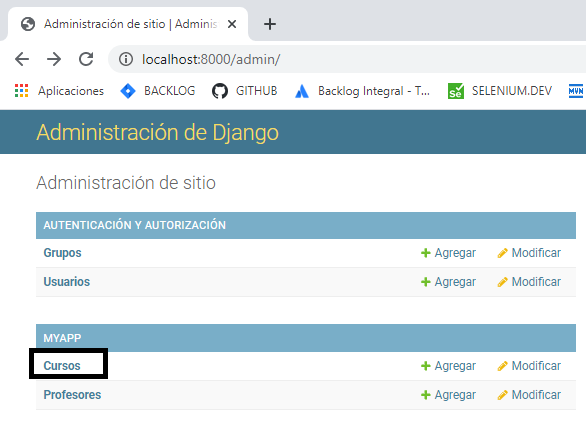 Administración de sitio | Adminis
localhost:8000/admin/
Aplicaciones BACKLOG GITHUB Backlog Integral - T... SELENIUM.DEV MVN
Administración de Django
Administración de sitio
AUTENTICACIÓN Y AUTORIZACIÓN
Grupos Agregar Modificar
Usuarios Agregar Modificar
MYAPP
Cursos Agregar Modificar
Profesores Agregar Modificar